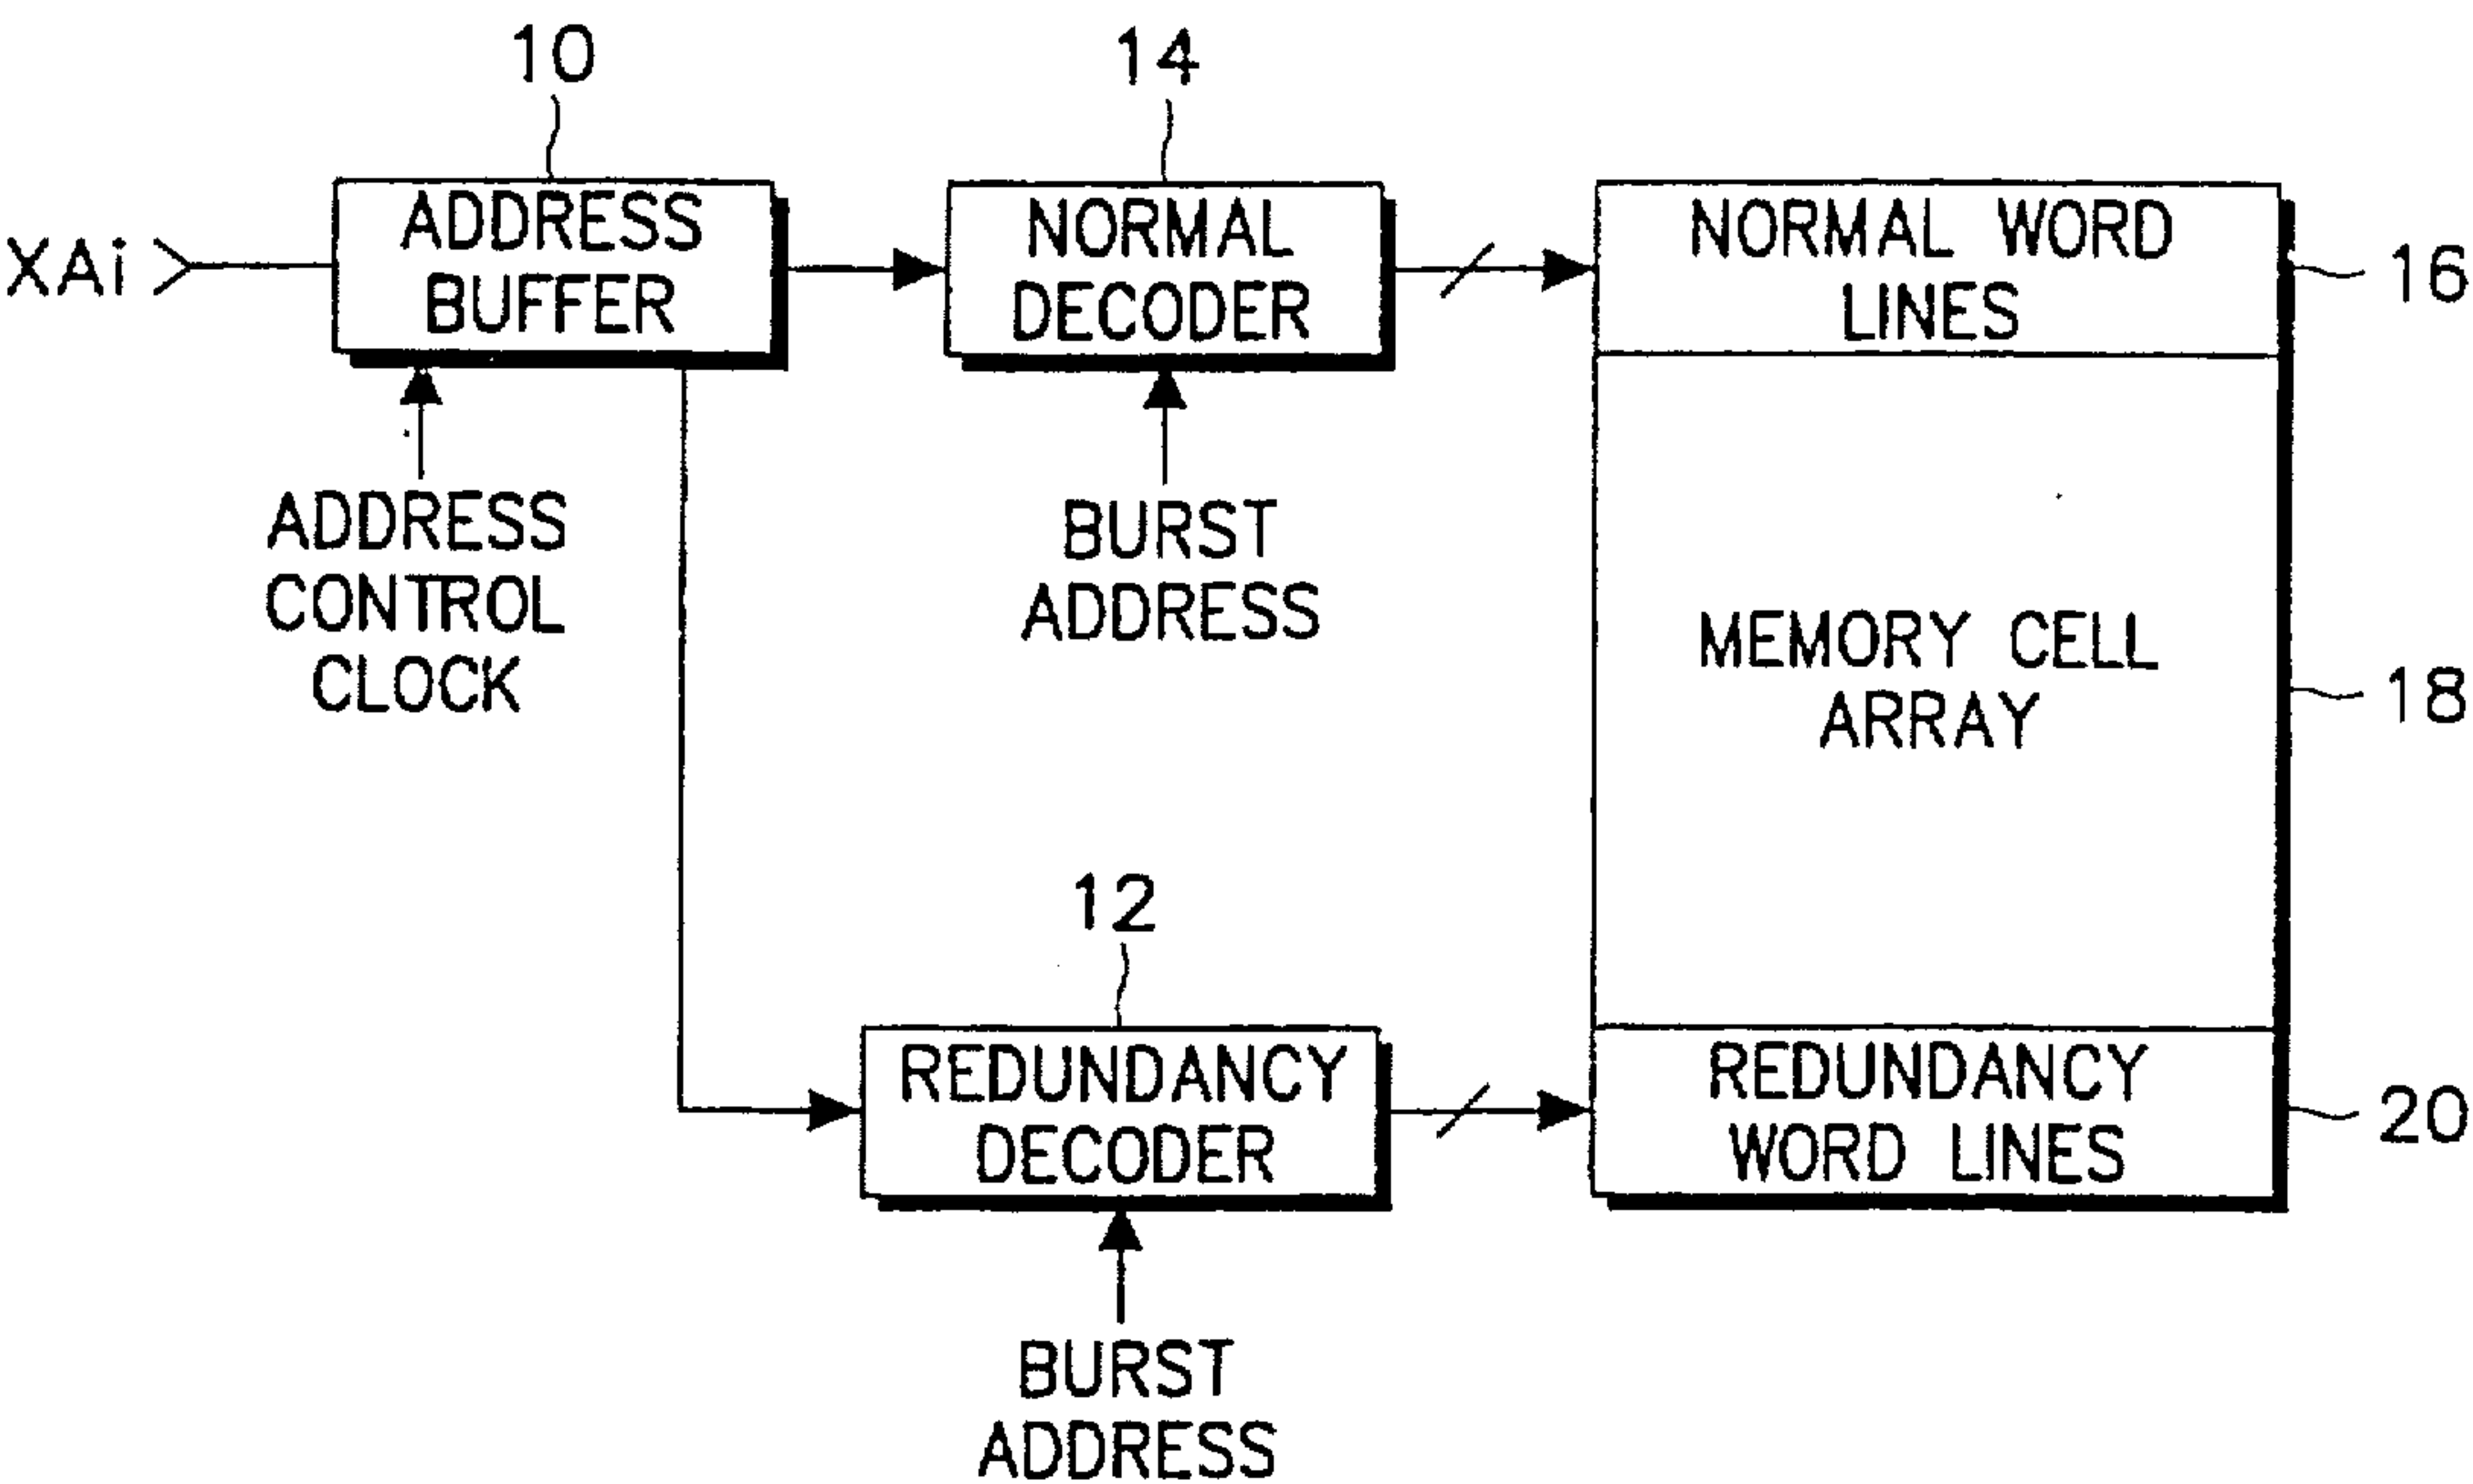 10
14
XAi
ADDRESS
BUFFER
NORMAL
DECODER
NORMAL WORD
LINES
16
ADDRESS
CONTROL
CLOCK
BURST
ADDRESS
MEMORY CELL
ARRAY
18
12
REDUNDANCY
DECODER
REDUNDANCY
WORD LINES
20
BURST
ADDRESS